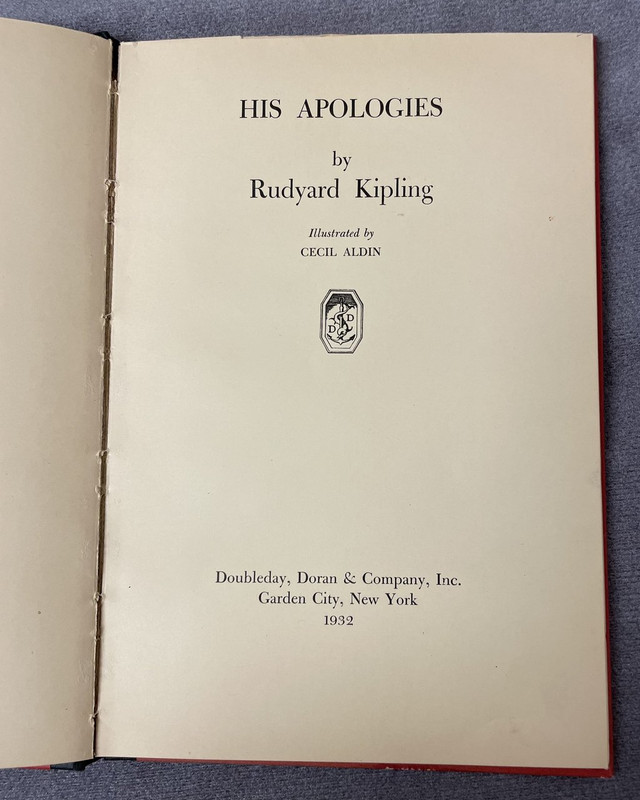 HIS APOLOGIES
by
Rudyard Kipling
Illustrated by
CECIL ALDIN
D
D D
Doubleday, Doran & Company, Inc.
Garden City, New York
1932